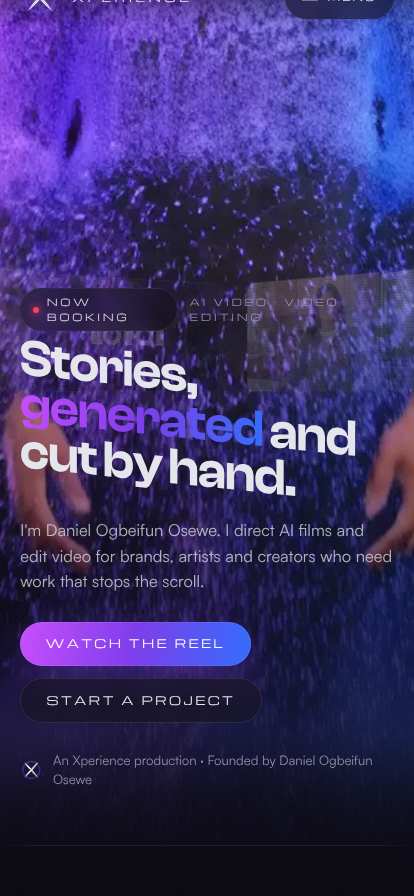 XPERIENCE
MENU
NOW
BOOKING
AI VIDEO · VIDEO
EDITING
Stories,
generated and
cut by hand.
I'm Daniel Ogbeifun Osewe. I direct AI films and
edit video for brands, artists and creators who need
work that stops the scroll.
WATCH THE REEL
START A PROJECT
An Xperience production · Founded by Daniel Ogbeifun
Osewe